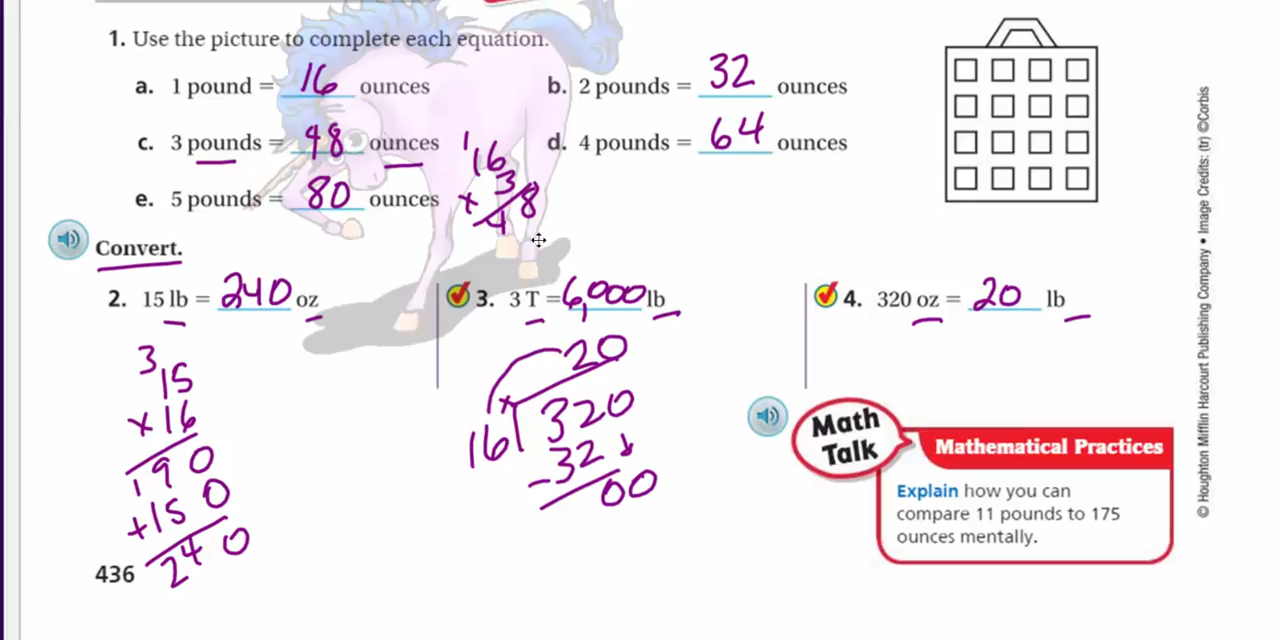 1. Use the picture to complete each equation.
a. 1 pound = 16 ounces
b. 2 pounds = 32 ounces
c. 3 pounds = 48 ounces
d. 4 pounds = 64 ounces
e. 5 pounds = 80 ounces
1
16
x 3
48
Convert.
2. 15 lb = 240 oz
3. 3 T = 6,000 lb
4. 320 oz = 20 lb
3
15
x 16
190
+150
240
20
x
16 320
-32
00
Math
Talk
Mathematical Practices
Explain how you can
compare 11 pounds to 175
ounces mentally.
436
© Houghton Mifflin Harcourt Publishing Company • Image Credits: (tr) ©Corbis